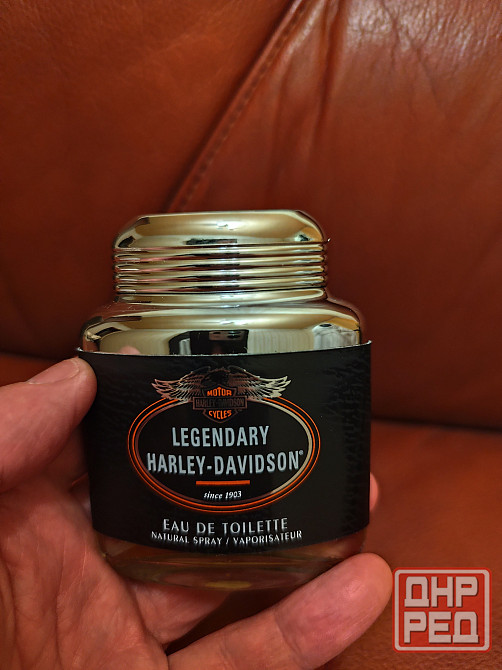 MOTOR
HARLEY-DAVIDSON
CYCLES
LEGENDARY
HARLEY-DAVIDSON®
since 1903
EAU DE TOILETTE
NATURAL SPRAY / VAPORISATEUR
ДНР
РЕД